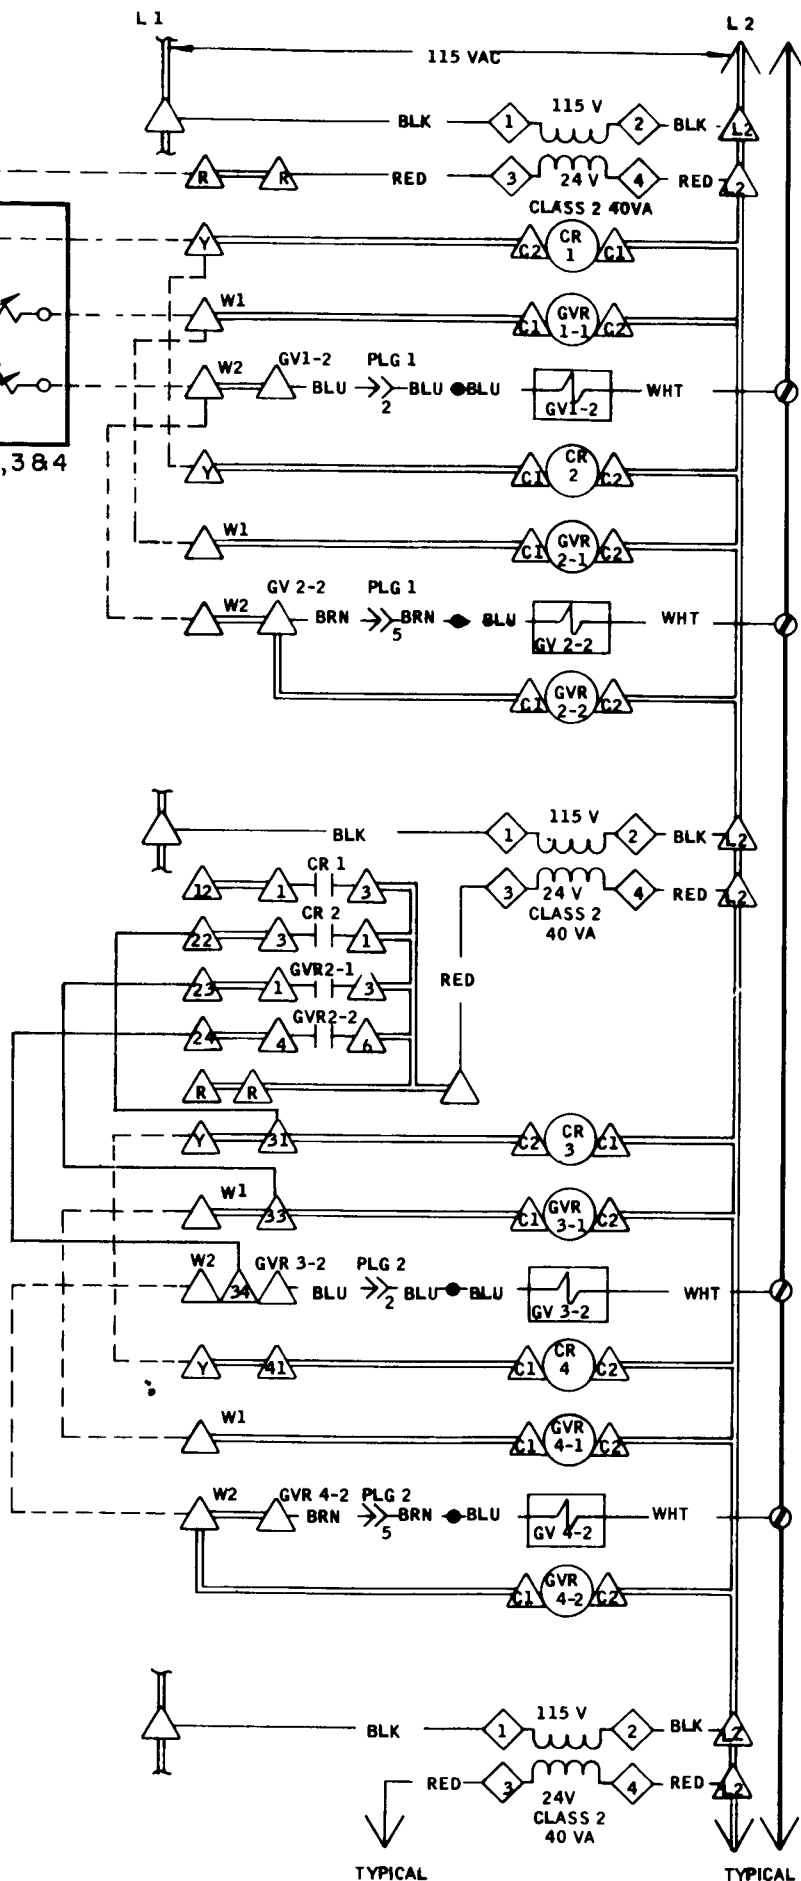 L 1
L 2
115 VAC
BLK 1 115 V 2 BLK L2
R R RED 3 24 V 4 RED L2
CLASS 2 40VA
Y C2 CR 1 C1
W1 C1 GVR 1-1 C2
W2 GV1-2 BLU PLG 1 2 BLU BLU GV1-2 WHT
,3&4
Y C1 CR 2 C2
W1 C1 GVR 2-1 C2
W2 GV 2-2 BRN PLG 1 5 BRN BLU GV 2-2 WHT
C1 GVR 2-2 C2
BLK 1 115 V 2 BLK L2
12 1 CR 1 3
3 24 V 4 RED L2
CLASS 2
40 VA
22 3 CR 2 1
23 1 GVR2-1 3
RED
24 4 GVR2-2 6
R R
Y 31 C2 CR 3 C1
W1 33 C1 GVR 3-1 C2
W2 34 GVR 3-2 BLU PLG 2 2 BLU BLU GV 3-2 WHT
Y 41 C1 CR 4 C2
W1 C1 GVR 4-1 C2
W2 GVR 4-2 BRN PLG 2 5 BRN BLU GV 4-2 WHT
C1 GVR 4-2 C2
BLK 1 115 V 2 BLK L2
RED 3 24V 4 RED L2
CLASS 2
40 VA
TYPICAL
TYPICAL